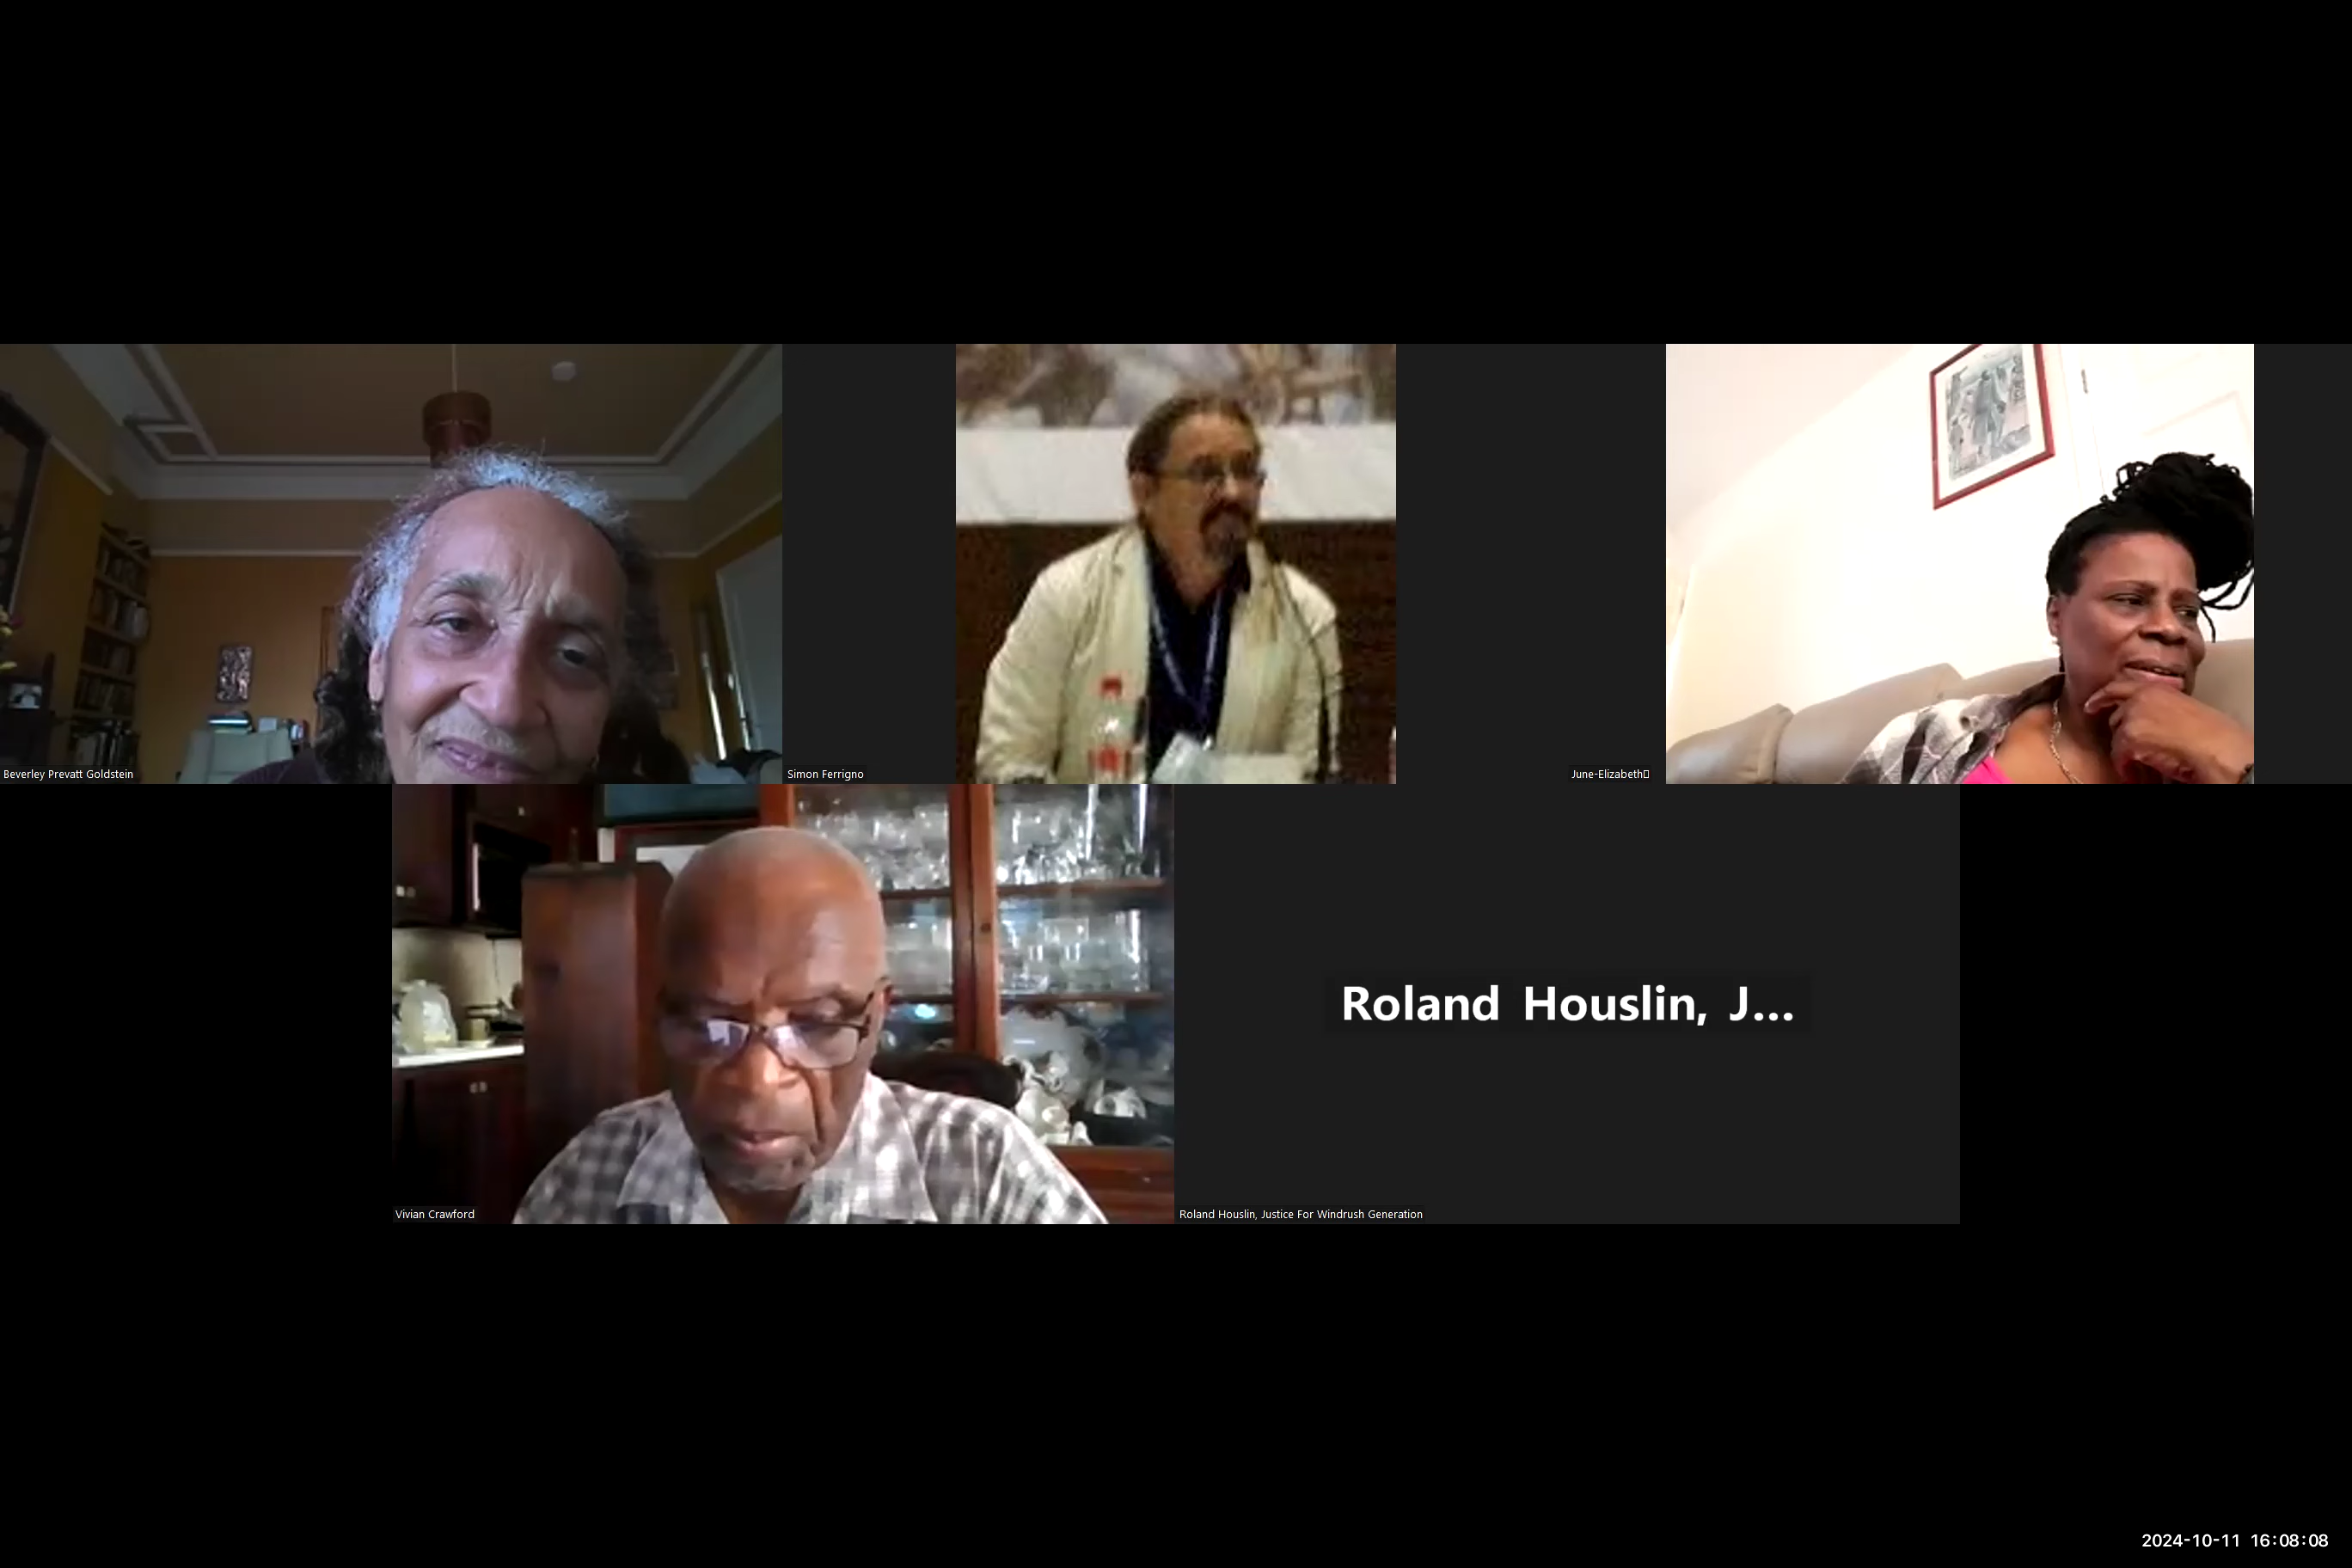 Beverley Prevatt Goldstein
Simon Ferrigno
June-Elizabeth
Roland Houslin, J...
Vivian Crawford
Roland Houslin, Justice For Windrush Generation
2024-10-11 16:08:08